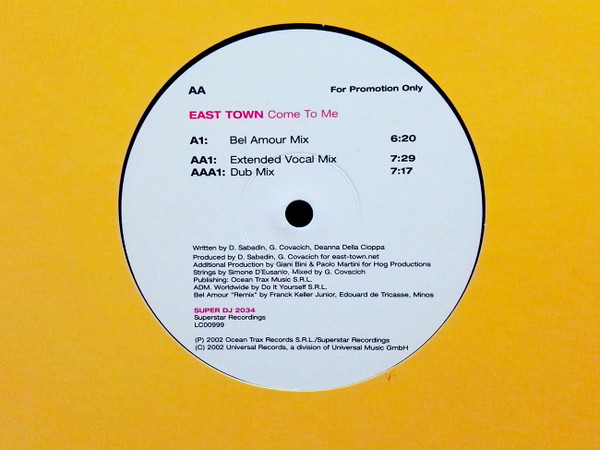 AA For Promotion Only
EAST TOWN Come To Me
A1: Bel Amour Mix 6:20
AA1: Extended Vocal Mix 7:29
AAA1: Dub Mix 7:17
Written by D. Sabadin, G. Covacich, Deanna Della Cioppa
Produced by D. Sabadin, G. Covacich for east-town.net
Additional Production by Giani Bini & Paolo Martini for Hog Productions
Strings by Simone D'Eusanio, Mixed by G. Covacich
Publishing: Ocean Trax Music S.R.L.
ADM. Worldwide by Do It Yourself S.R.L.
Bel Amour "Remix" by Franck Keller Junior, Edouard de Tricasse, Minos
SUPER DJ 2034
Superstar Recordings
LC00999
(P) 2002 Ocean Trax Records S.R.L./Superstar Recordings
(C) 2002 Universal Records, a division of Universal Music GmbH